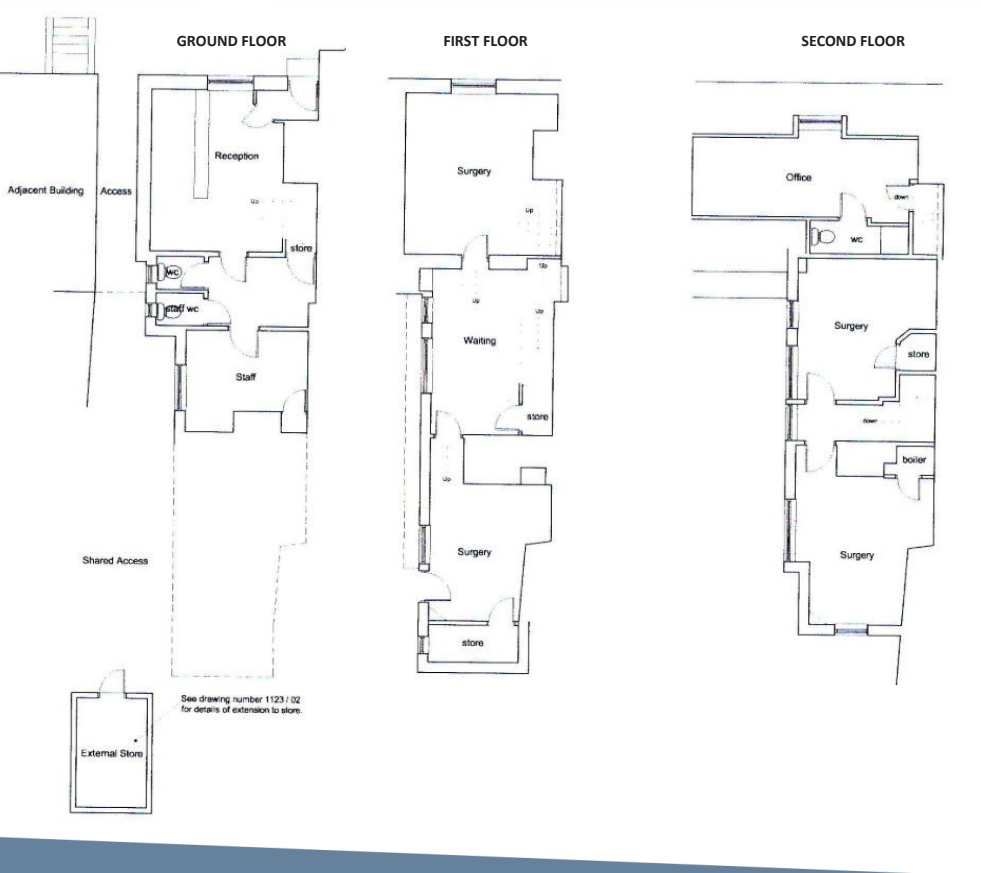 GROUND FLOOR
FIRST FLOOR
SECOND FLOOR
Adjacent Building
Access
Reception
Up
store
wc
staff wc
Staff
Shared Access
See drawing number 1123 / 02
for details of extension to store.
External Store
Surgery
Up
Up
Up
Up
Waiting
store
Up
Surgery
store
Office
down
wc
Surgery
store
down
boiler
Surgery